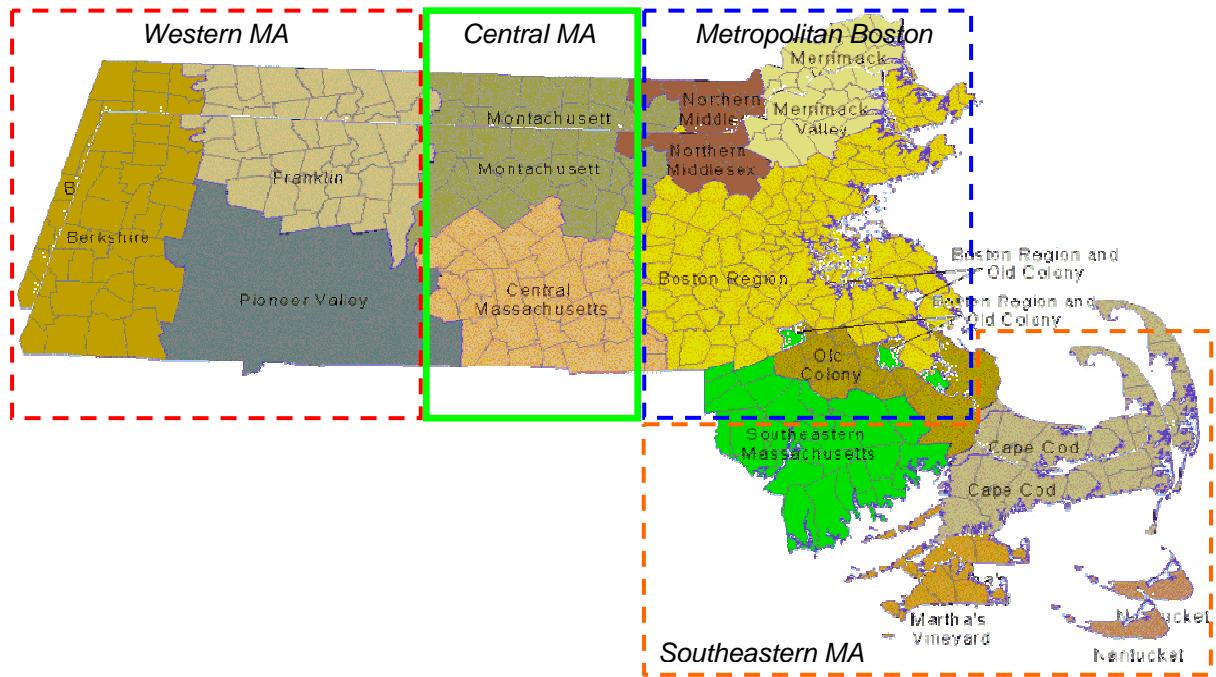 Western MA
Central MA
Metropolitan Boston
Merrimack
Northern
Middle
Merrimack
Valley
Montachusett
Northern
Middlesex
Montachusett
Franklin
B
Berkshire
Pioneer Valley
Central
Massachusetts
Boston Region
Boston Region and
Old Colony
Boston Region and
Old Colony
Old
Colony
Southeastern
Massachusetts
Cape Cod
Cape Cod
Martha's
Vineyard
Nantucket
Nantucket
Southeastern MA